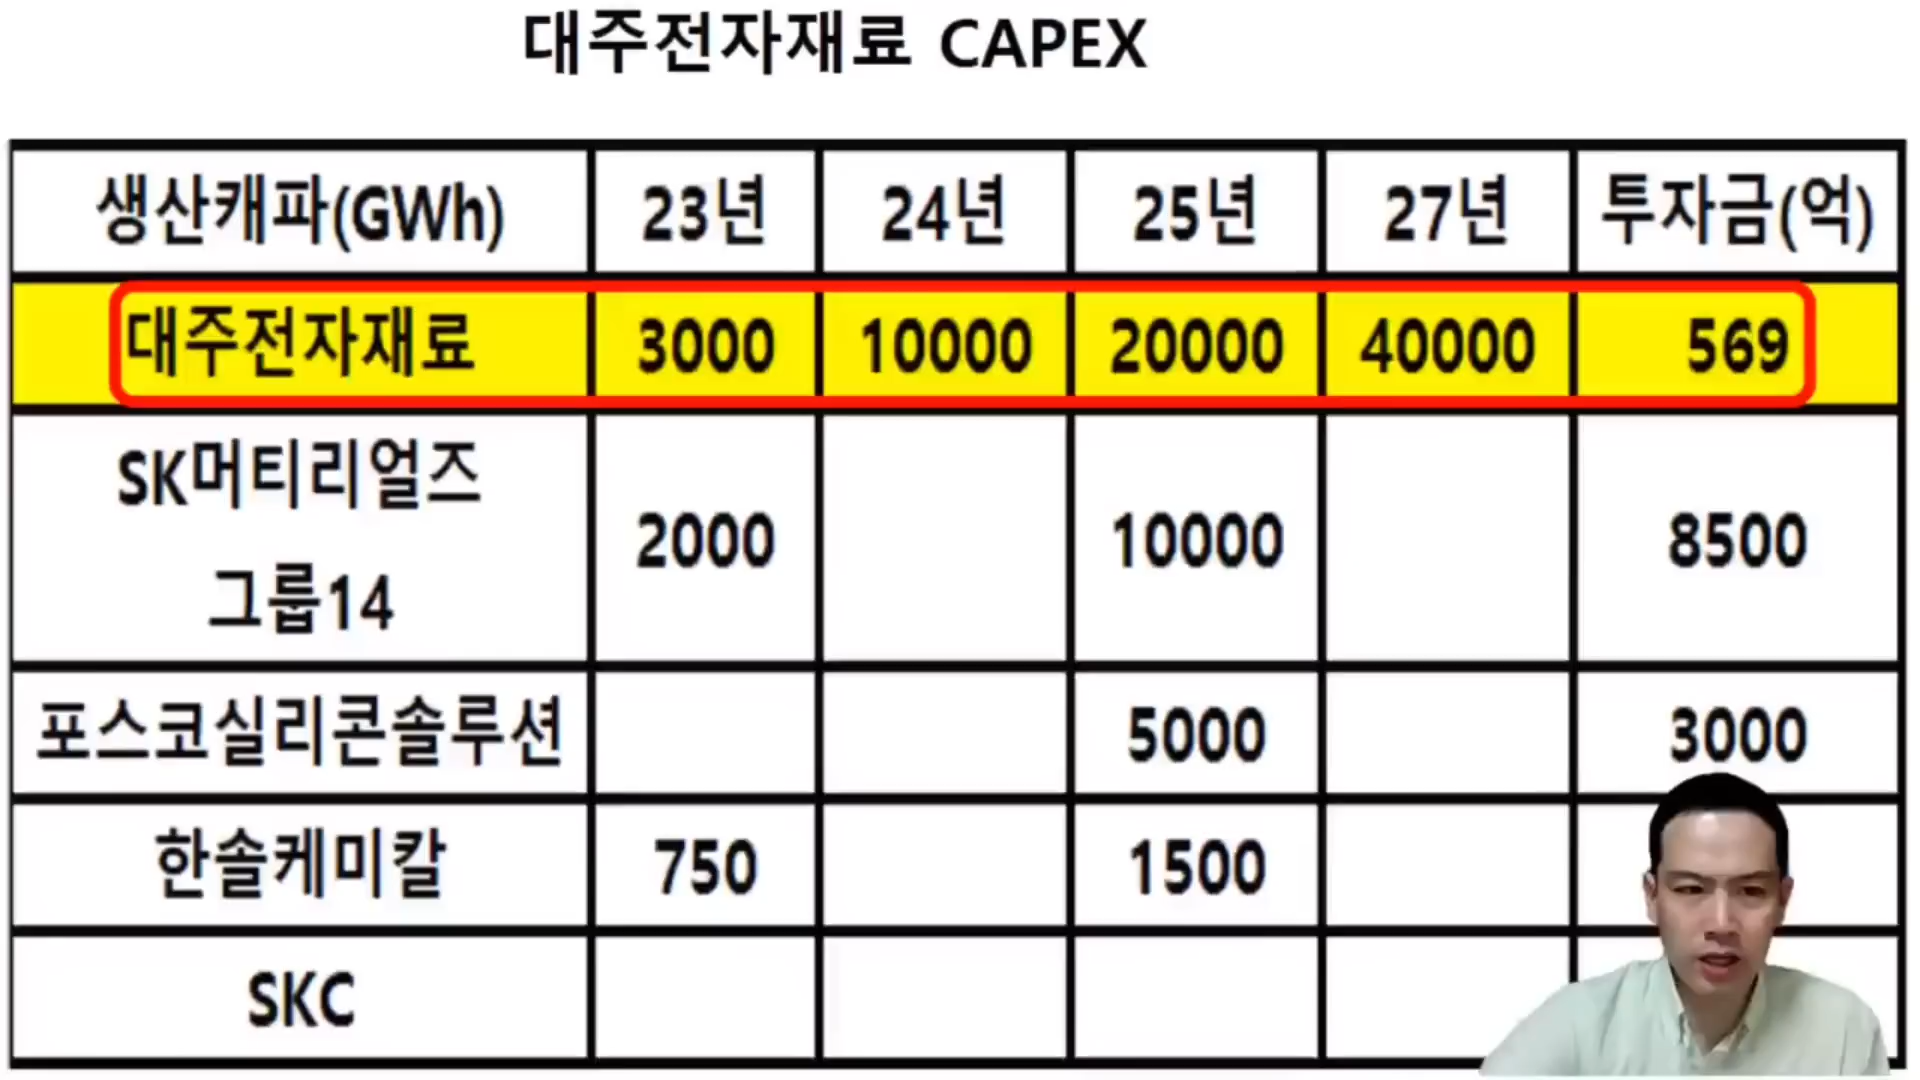 대주전자재료 CAPEX
생산캐파(GWh) 23년 24년 25년 27년 투자금(억)
대주전자재료 3000 10000 20000 40000 569
SK머티리얼즈
그룹14 2000 10000 8500
포스코실리콘솔루션 5000 3000
한솔케미칼 750 1500
SKC